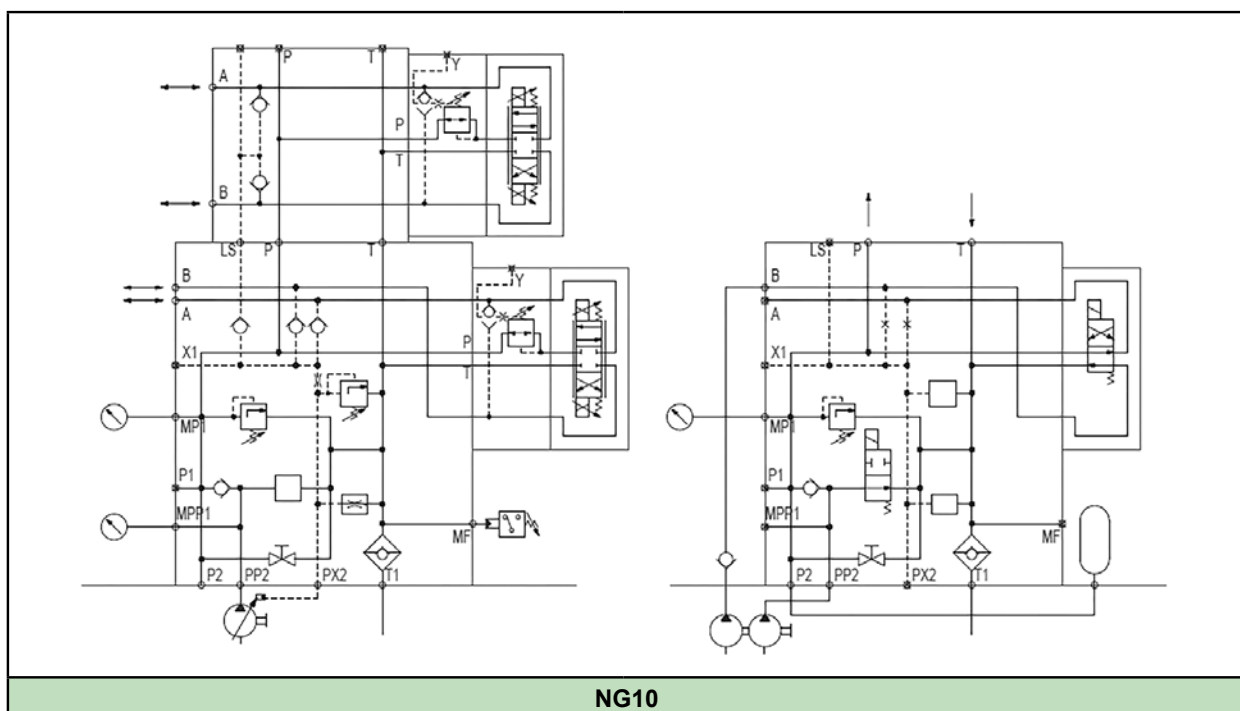 P T
A
Y
P
T
B
LS P T
B
A
Y
X1
P
T
MP1
P1
MPP1
MF
P2 PP2 PX2 T1
LS P T
B
A
X1
MP1
P1
MPP1
MF
P2 PP2 PX2 T1
NG10